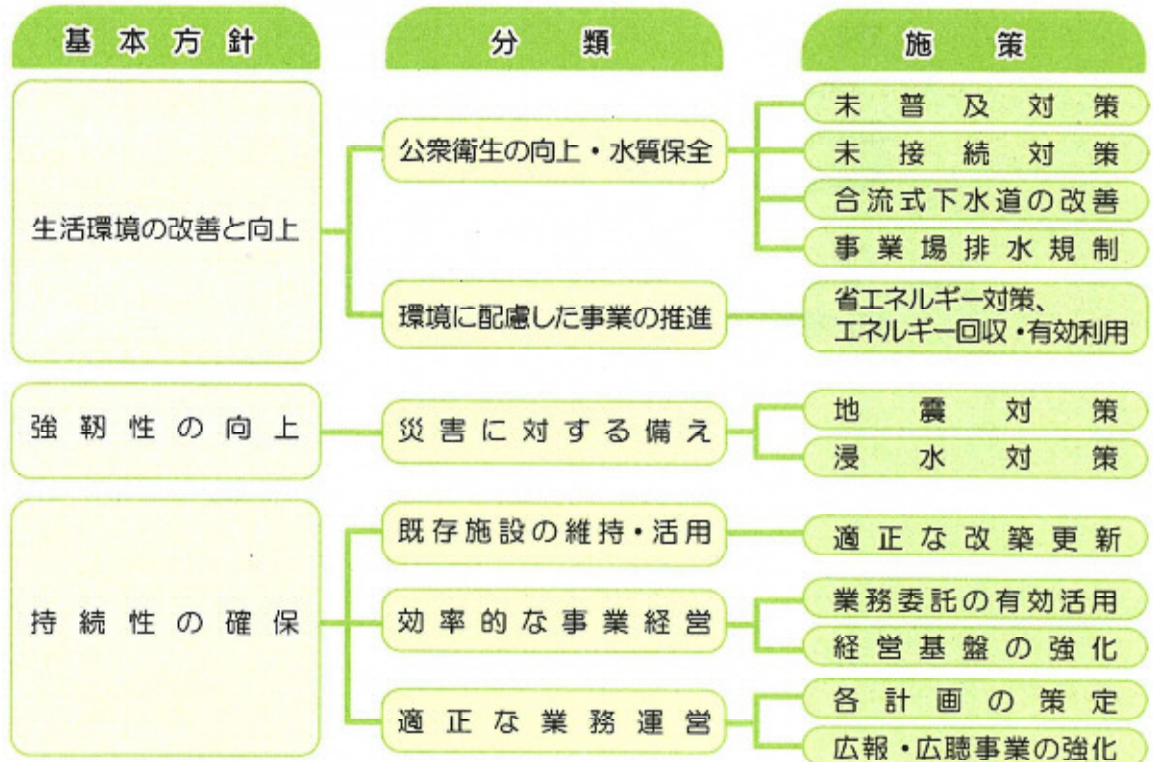 基本方針
分類
施策
生活環境の改善と向上
公衆衛生の向上・水質保全
未普及対策
未接続対策
合流式下水道の改善
事業場排水規制
環境に配慮した事業の推進
省エネルギー対策、
エネルギー回収・有効利用
強靭性の向上
災害に対する備え
地震対策
浸水対策
持続性の確保
既存施設の維持・活用
適正な改築更新
効率的な事業経営
業務委託の有効活用
経営基盤の強化
適正な業務運営
各計画の策定
広報・広聴事業の強化